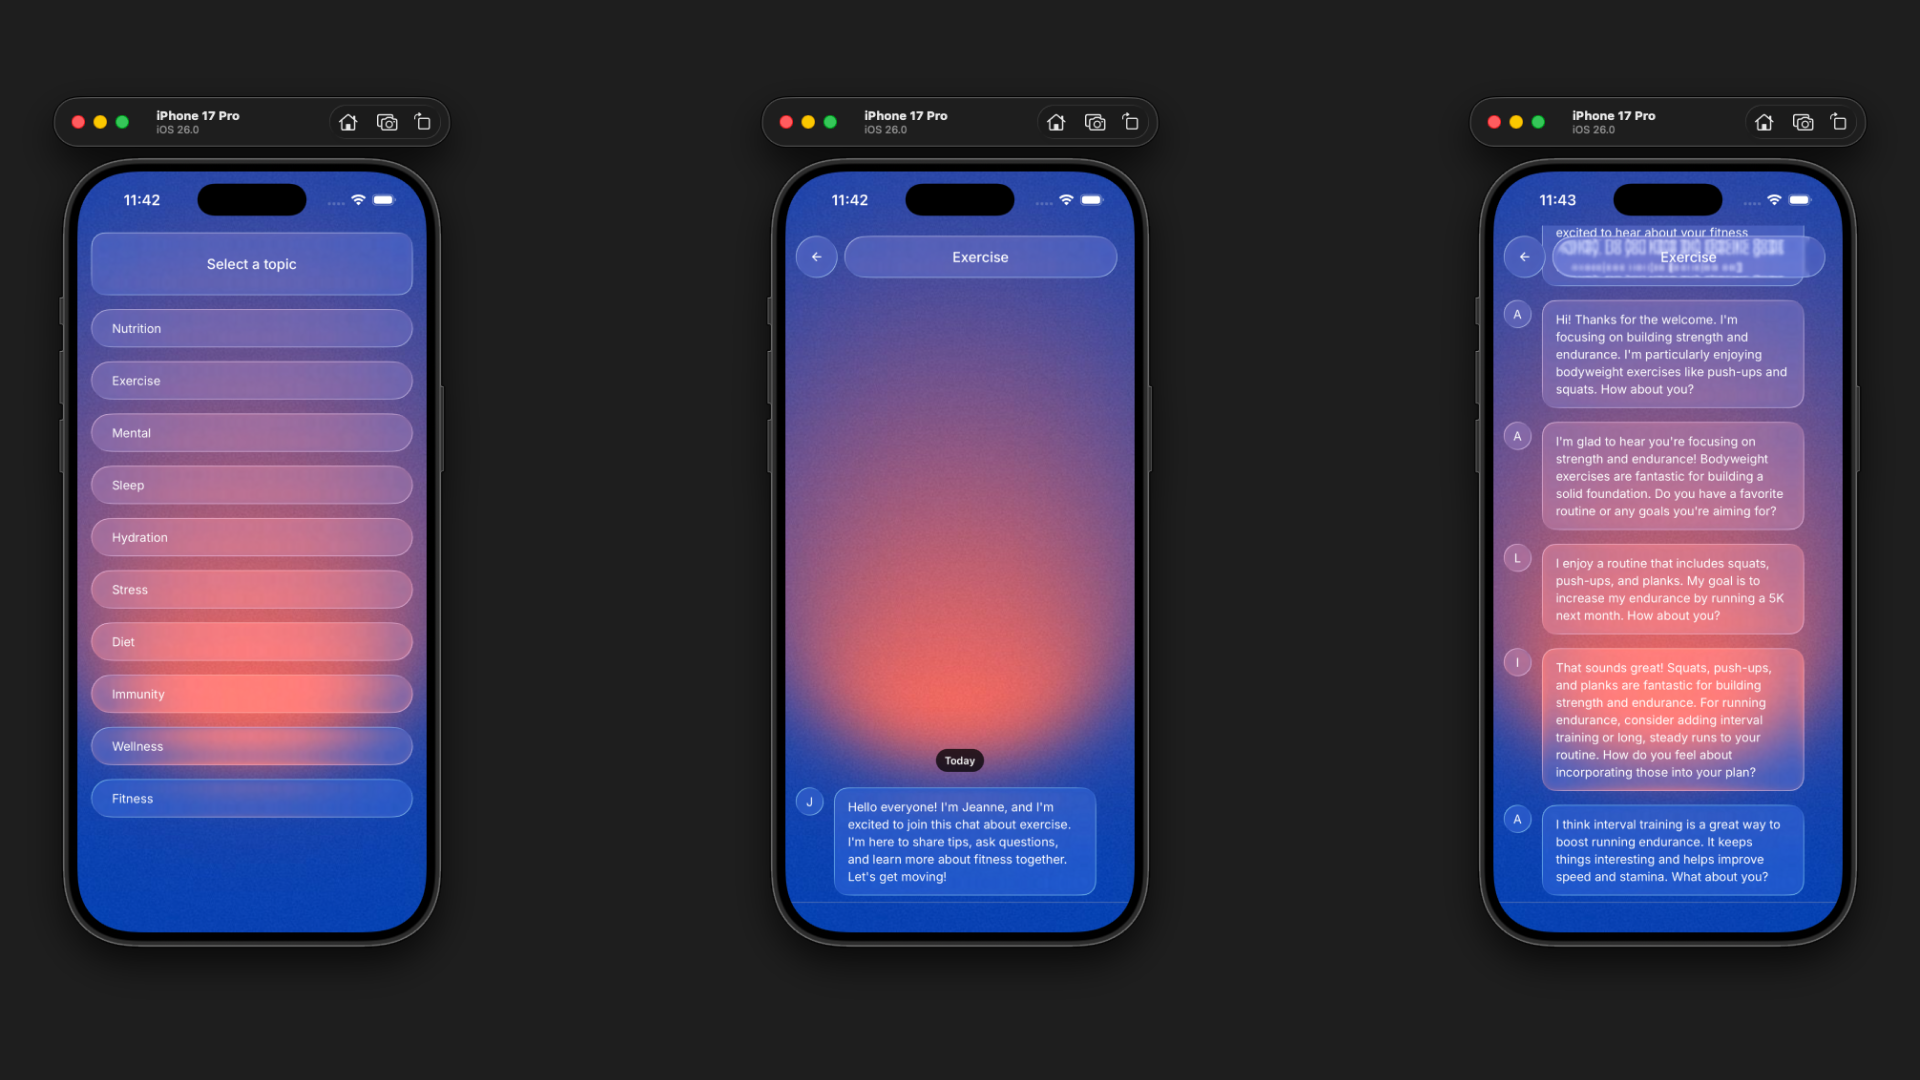 iPhone 17 Pro
iOS 26.0
11:42
Select a topic
Nutrition
Exercise
Mental
Sleep
Hydration
Stress
Diet
Immunity
Wellness
Fitness
iPhone 17 Pro
iOS 26.0
11:42
Exercise
Today
J
Hello everyone! I'm Jeanne, and I'm
excited to join this chat about exercise.
I'm here to share tips, ask questions,
and learn more about fitness together.
Let's get moving!
iPhone 17 Pro
iOS 26.0
11:43
excited to hear about your fitness
Exercise
A
Hi! Thanks for the welcome. I'm
focusing on building strength and
endurance. I'm particularly enjoying
bodyweight exercises like push-ups and
squats. How about you?
A
I'm glad to hear you're focusing on
strength and endurance! Bodyweight
exercises are fantastic for building a
solid foundation. Do you have a favorite
routine or any goals you're aiming for?
L
I enjoy a routine that includes squats,
push-ups, and planks. My goal is to
increase my endurance by running a 5K
next month. How about you?
I
That sounds great! Squats, push-ups,
and planks are fantastic for building
strength and endurance. For running
endurance, consider adding interval
training or long, steady runs to your
routine. How do you feel about
incorporating those into your plan?
A
I think interval training is a great way to
boost running endurance. It keeps
things interesting and helps improve
speed and stamina. What about you?